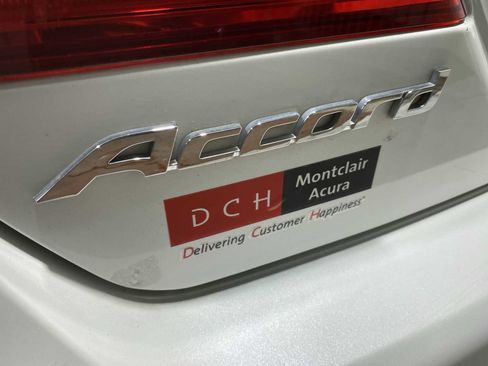 Accord
DCH Montclair
Acura
Delivering Customer Happiness